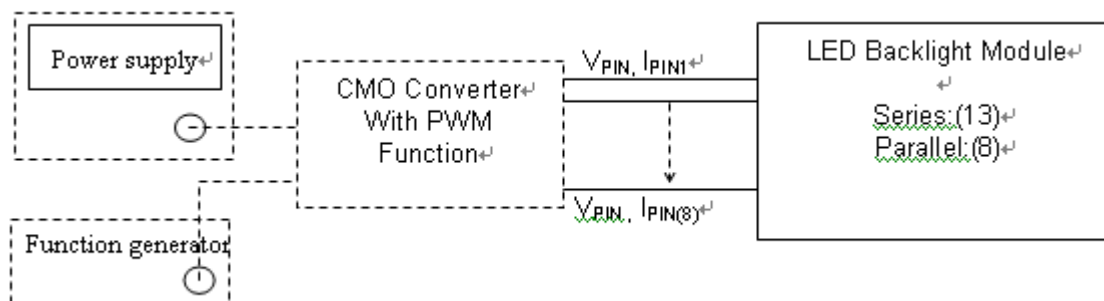 Power supply↵
CMO Converter↵
With PWM
Function↵
Function generator
VPIN, IPIN1↵
VPIN, IPIN(8)↵
LED Backlight Module↵
↵
Series:(13)↵
Parallel:(8)↵